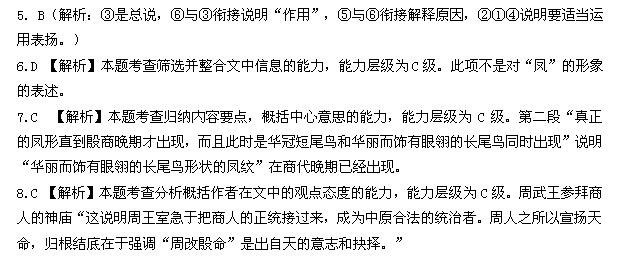 5. B（解析：③是总说，⑥与③衔接说明“作用”，⑤与⑥衔接解释原因，②①④说明要适当运
用表扬。）
6.D 【解析】本题考查筛选并整合文中信息的能力，能力层级为C级。此项不是对“凤”的形象
的表述。
7.C 【解析】本题考查归纳内容要点，概括中心意思的能力，能力层级为 C 级。第二段“真正
的凤形直到殷商晚期才出现，而且此时是华冠短尾鸟和华丽而饰有眼翎的长尾鸟同时出现”说明
“华丽而饰有眼翎的长尾鸟形状的凤纹”在商代晚期已经出现。
8.C 【解析】本题考查分析概括作者在文中的观点态度的能力，能力层级为C级。周武王参拜商
人的神庙“这说明周王室急于把商人的正统接过来，成为中原合法的统治者。周人之所以宣扬天
命，归根结底在于强调“周改殷命”是出自天的意志和抉择。”